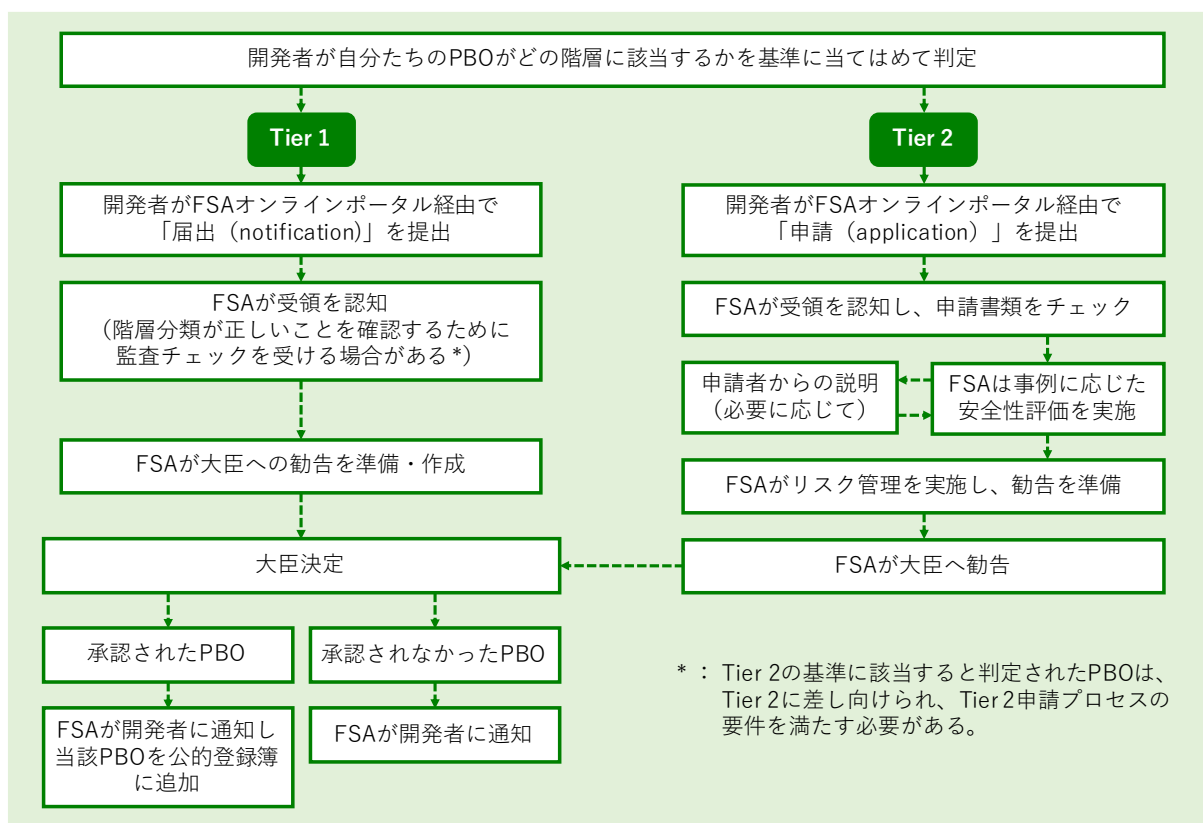 開発者が自分たちのPBOがどの階層に該当するかを基準に当てはめて判定
Tier 1
開発者がFSAオンラインポータル経由で
「届出（notification)」を提出
FSAが受領を認知
（階層分類が正しいことを確認するために
監査チェックを受ける場合がある*）
FSAが大臣への勧告を準備・作成
大臣決定
承認されたPBO
FSAが開発者に通知し
当該PBOを公的登録簿
に追加
承認されなかったPBO
FSAが開発者に通知
Tier 2
開発者がFSAオンラインポータル経由で
「申請（application）」を提出
FSAが受領を認知し、申請書類をチェック
申請者からの説明
（必要に応じて）
FSAは事例に応じた
安全性評価を実施
FSAがリスク管理を実施し、勧告を準備
FSAが大臣へ勧告
*： Tier 2の基準に該当すると判定されたPBOは、
Tier 2に差し向けられ、Tier 2申請プロセスの
要件を満たす必要がある。